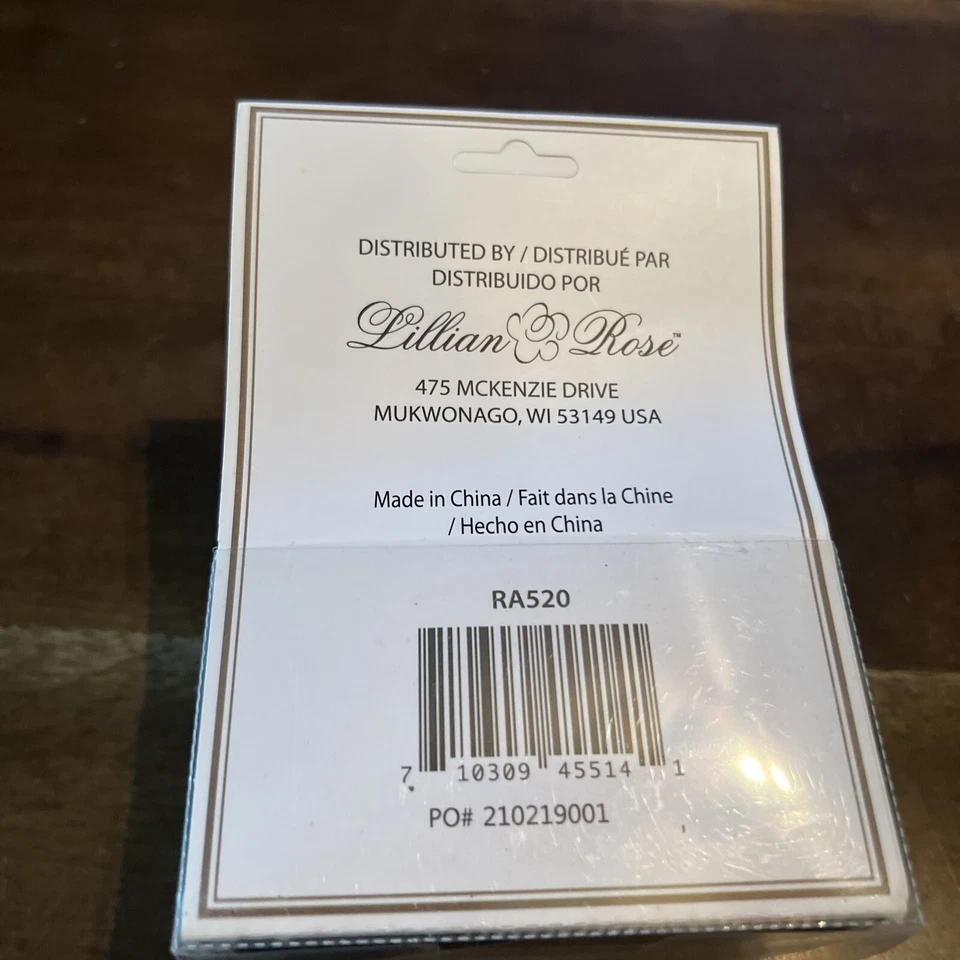 DISTRIBUTED BY / DISTRIBUÉ PAR
DISTRIBUIDO POR
Lillian Rose™
475 MCKENZIE DRIVE
MUKWONAGO, WI 53149 USA
Made in China / Fait dans la Chine
/ Hecho en China
RA520
7 10309 45514 1
PO# 210219001